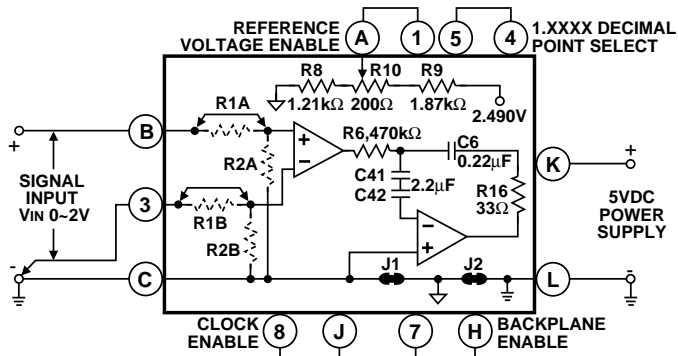 REFERENCE
VOLTAGE ENABLE
A
1
5
4
1.XXXX DECIMAL
POINT SELECT
R8
1.21kΩ
R10
200Ω
R9
1.87kΩ
2.490V
R1A
B
+
R2A
+
−
R6,470kΩ
C6
0.22µF
C41
C42
2.2µF
R16
33Ω
K
+
SIGNAL
INPUT
VIN 0~2V
3
R1B
R2B
−
+
5VDC
POWER
SUPPLY
-
C
J1
J2
L
-
CLOCK
ENABLE
8
J
7
H
BACKPLANE
ENABLE